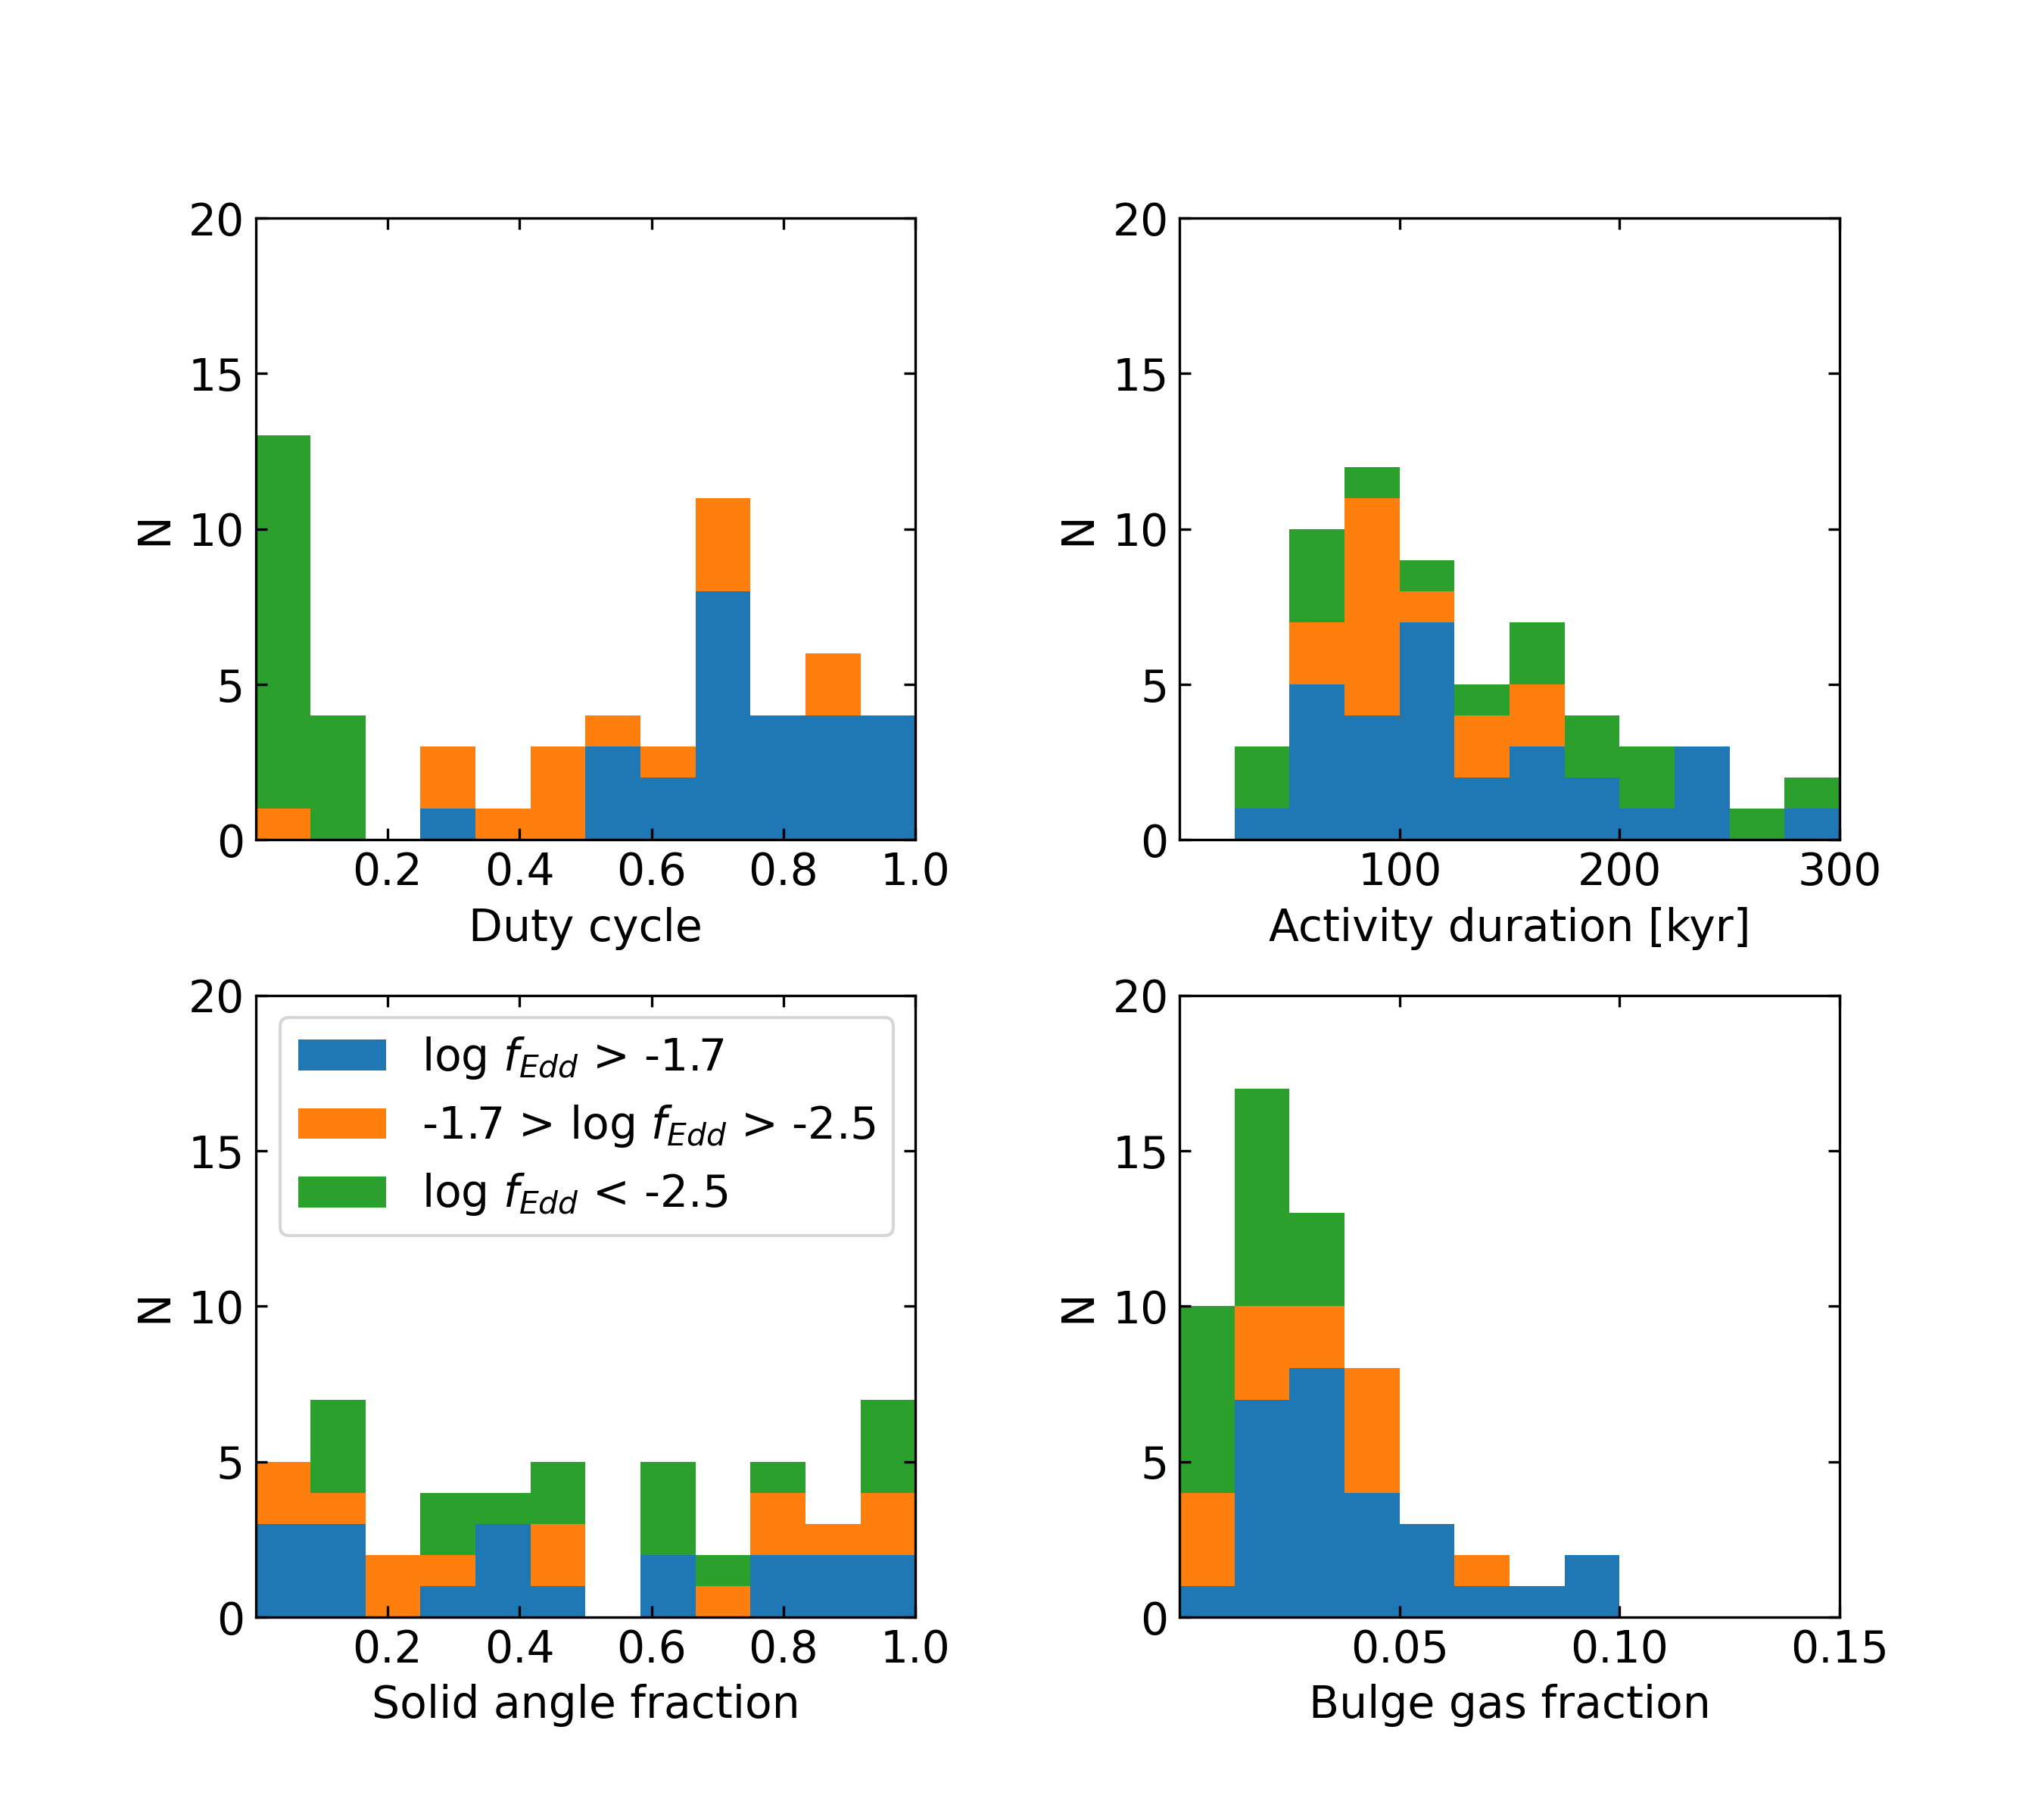 20
15
N 10
5
0
0.2 0.4 0.6 0.8 1.0
Duty cycle
20
15
N 10
5
0
100 200 300
Activity duration [kyr]
20
15
N 10
5
0
log f_Edd > -1.7
-1.7 > log f_Edd > -2.5
log f_Edd < -2.5
0.2 0.4 0.6 0.8 1.0
Solid angle fraction
20
15
N 10
5
0
0.05 0.10 0.15
Bulge gas fraction